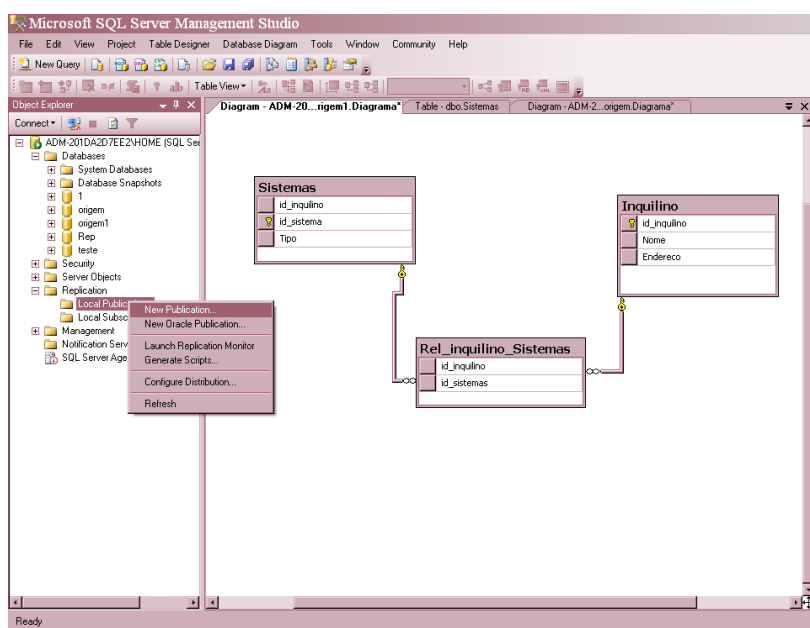 Microsoft SQL Server Management Studio
File Edit View Project Table Designer Database Diagram Tools Window Community Help
New Query
Table View
Object Explorer
Diagram - ADM-20...rigem1.Diagrama* Table - dbo.Sistemas Diagram - ADM-2...origem.Diagrama*
Connect
ADM-201DA2D7EE2\HOME (SQL Ser
Databases
System Databases
Database Snapshots
1
origem
origem1
Rep
teste
Security
Server Objects
Replication
Local Public
Local Subsc
Management
Notification Serv
SQL Server Age
New Publication...
New Oracle Publication...
Launch Replication Monitor
Generate Scripts...
Configure Distribution...
Refresh
Sistemas
id_inquilino
id_sistema
Tipo
Inquilino
id_inquilino
Nome
Endereco
Rel_inquilino_Sistemas
id_inquilino
id_sistemas
Ready